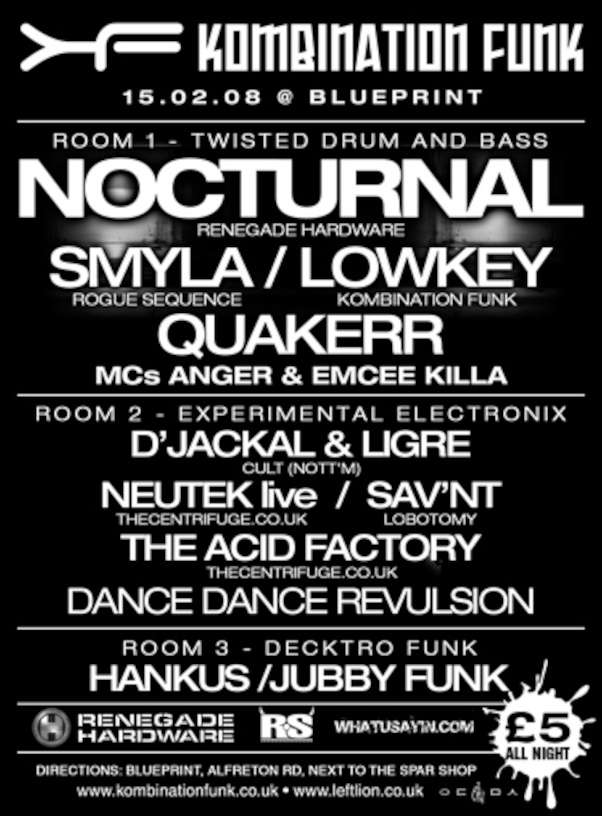 KOMBINATION FUNK
15.02.08 @ BLUEPRINT
ROOM 1 - TWISTED DRUM AND BASS
NOCTURNAL
RENEGADE HARDWARE
SMYLA / LOWKEY
ROGUE SEQUENCE KOMBINATION FUNK
QUAKERR
MCs ANGER & EMCEE KILLA
ROOM 2 - EXPERIMENTAL ELECTRONIX
D'JACKAL & LIGRE
CULT (NOTT'M)
NEUTEK live / SAV'NT
THECENTRIFUGE.CO.UK LOBOTOMY
THE ACID FACTORY
THECENTRIFUGE.CO.UK
DANCE DANCE REVULSION
ROOM 3 - DECKTRO FUNK
HANKUS /JUBBY FUNK
RENEGADE HARDWARE
RS
WHATUSAYIN.COM
£5
ALL NIGHT
DIRECTIONS: BLUEPRINT, ALFRETON RD, NEXT TO THE SPAR SHOP
www.kombinationfunk.co.uk • www.leftlion.co.uk